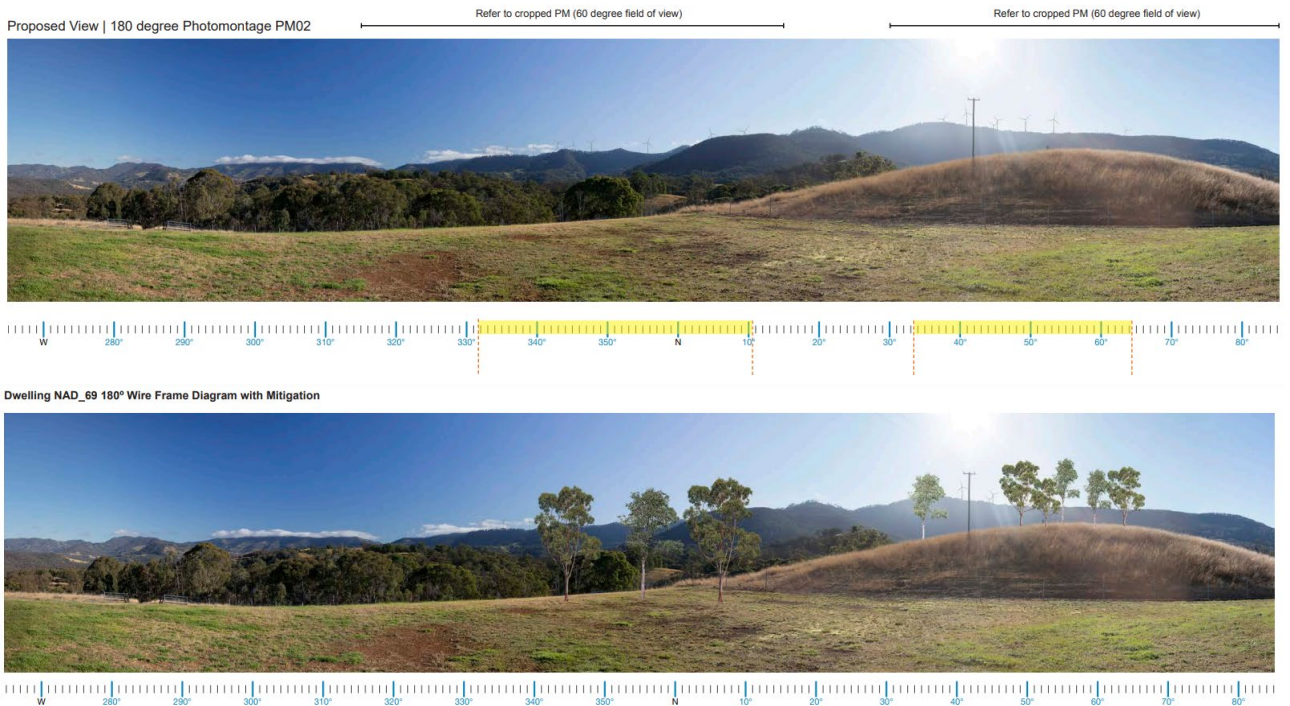 Refer to cropped PM (60 degree field of view)
Refer to cropped PM (60 degree field of view)
Proposed View | 180 degree Photomontage PM02
W 280° 290° 300° 310° 320° 330° 340° 350° N 10° 20° 30° 40° 50° 60° 70° 80°
Dwelling NAD_69 180º Wire Frame Diagram with Mitigation
W 280° 290° 300° 310° 320° 330° 340° 350° N 10° 20° 30° 40° 50° 60° 70° 80°